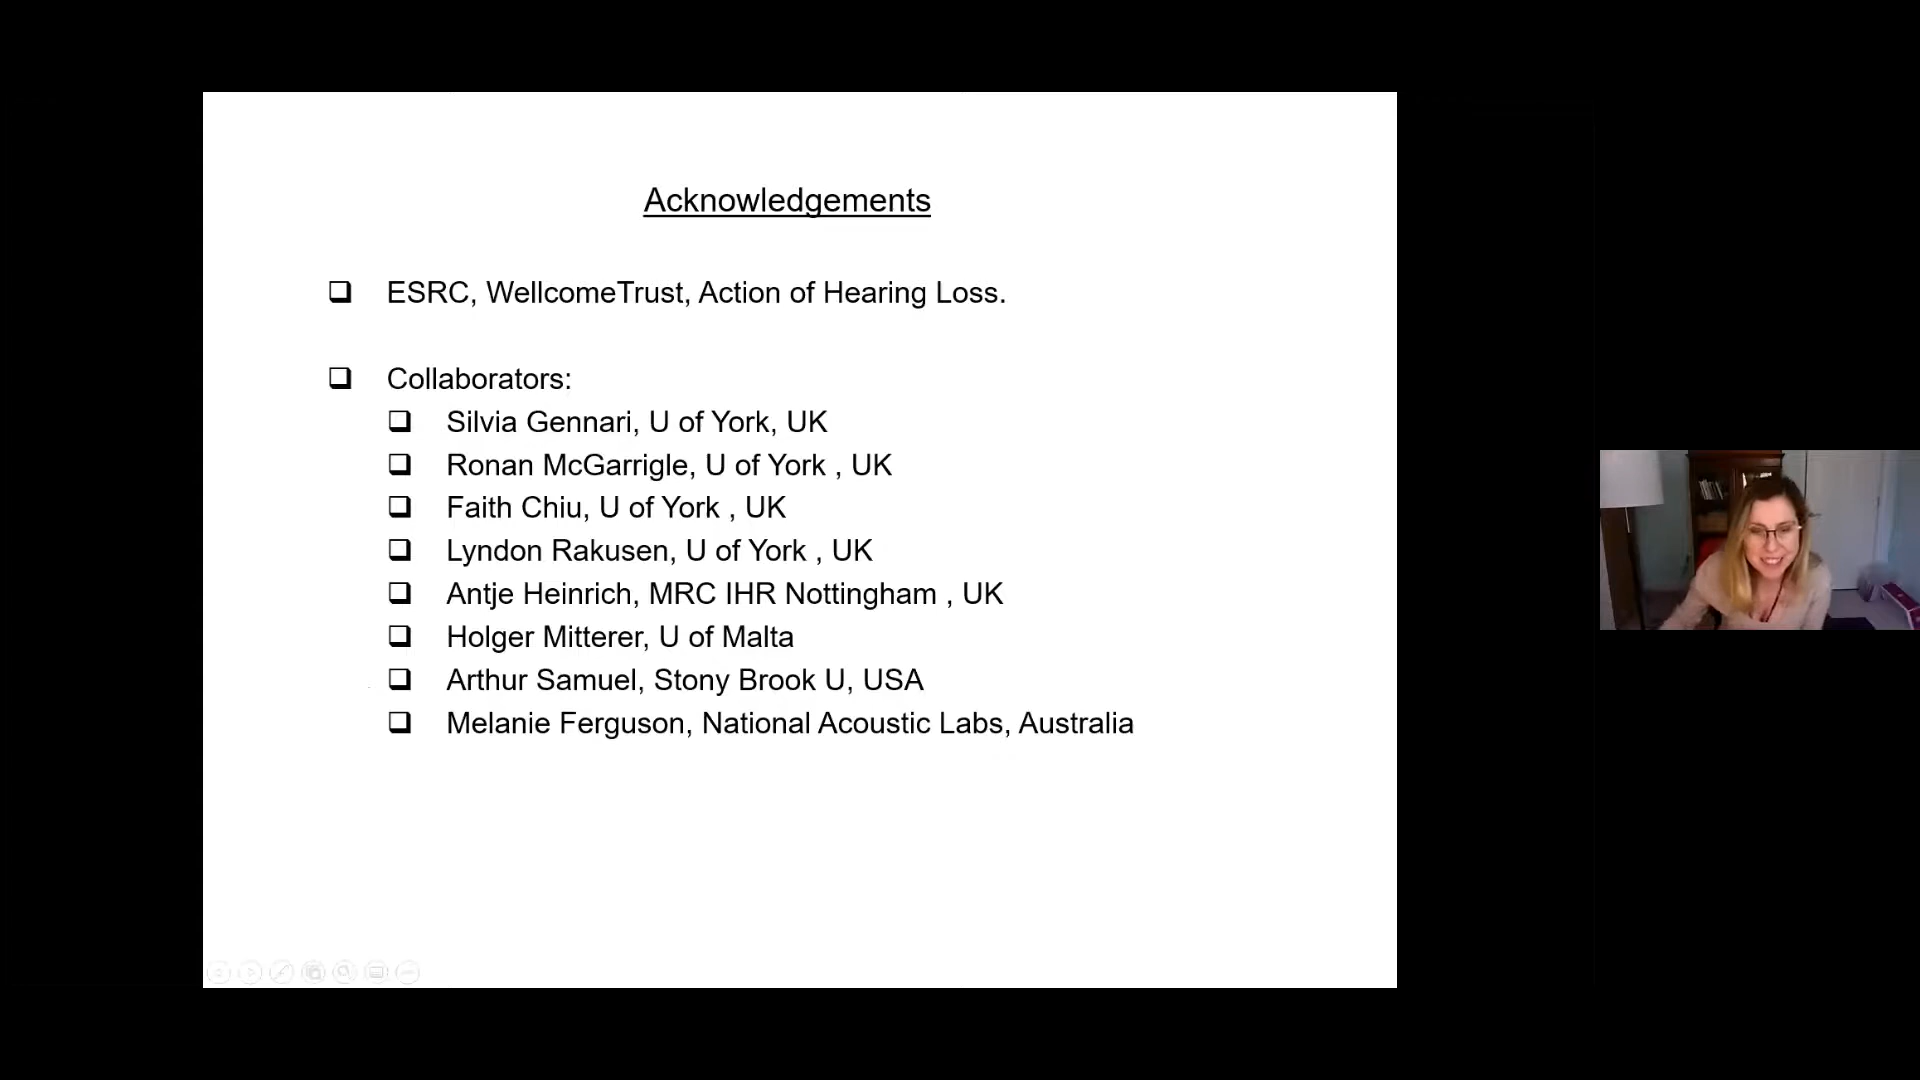 Acknowledgements
ESRC, WellcomeTrust, Action of Hearing Loss.
Collaborators:
Silvia Gennari, U of York, UK
Ronan McGarrigle, U of York , UK
Faith Chiu, U of York , UK
Lyndon Rakusen, U of York , UK
Antje Heinrich, MRC IHR Nottingham , UK
Holger Mitterer, U of Malta
Arthur Samuel, Stony Brook U, USA
Melanie Ferguson, National Acoustic Labs, Australia